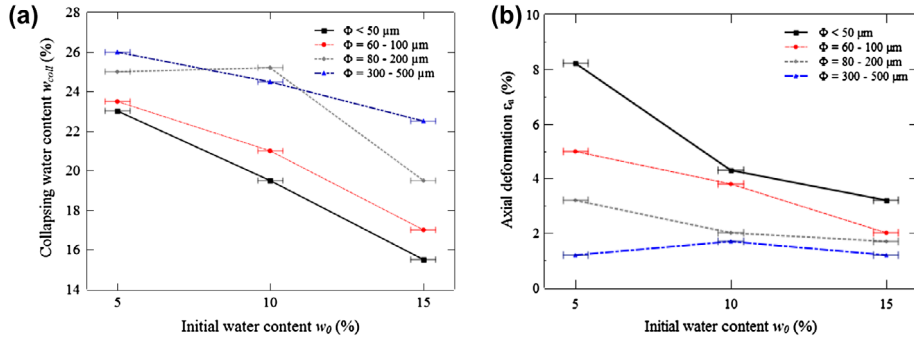 (a)
Collapsing water content w_coll (%)
28
26
24
22
20
18
16
14
Φ < 50 µm
Φ = 60 - 100 µm
Φ = 80 - 200 µm
Φ = 300 - 500 µm
5
10
15
Initial water content w_0 (%)
(b)
Axial deformation ε_a (%)
10
8
6
4
2
0
Φ < 50 µm
Φ = 60 - 100 µm
Φ = 80 - 200 µm
Φ = 300 - 500 µm
5
10
15
Initial water content w_0 (%)